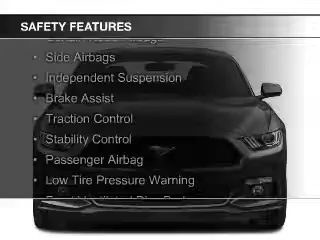 SAFETY FEATURES
• Side Airbags
• Independent Suspension
• Brake Assist
• Traction Control
• Stability Control
• Passenger Airbag
• Low Tire Pressure Warning